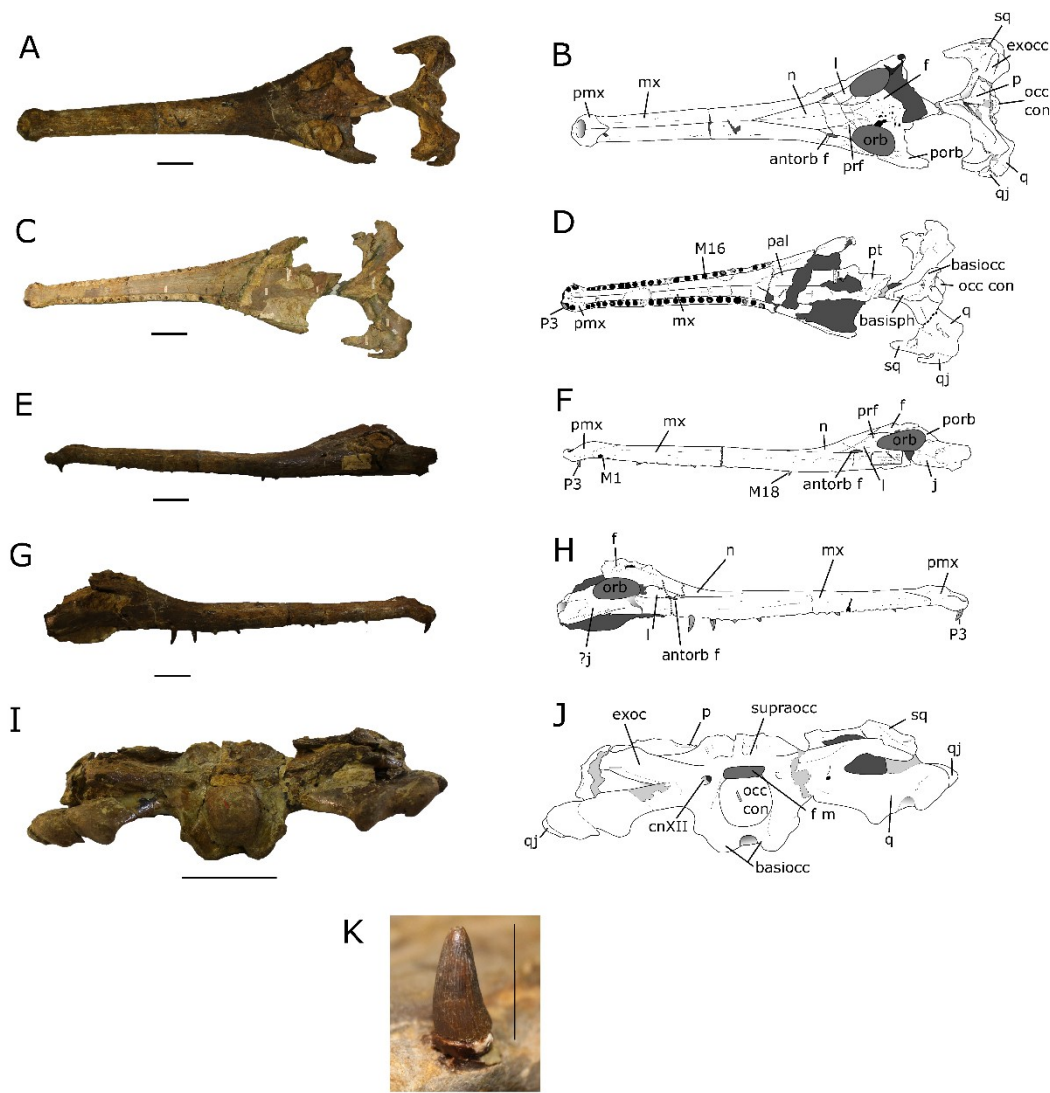 A
B
pmx
mx
n
l
f
sq
exocc
p
occ
con
orb
antorb f
prf
porb
q
qj
C
D
M16
pal
pt
basiocc
occ con
P3
pmx
mx
basisph
q
sq
qj
E
F
pmx
mx
n
prf
f
porb
orb
P3
M1
M18
antorb f
l
j
G
H
f
n
mx
pmx
orb
?j
l
antorb f
P3
I
J
exoc
p
supraocc
sq
qj
occ
con
cnXII
f m
q
qj
basiocc
K